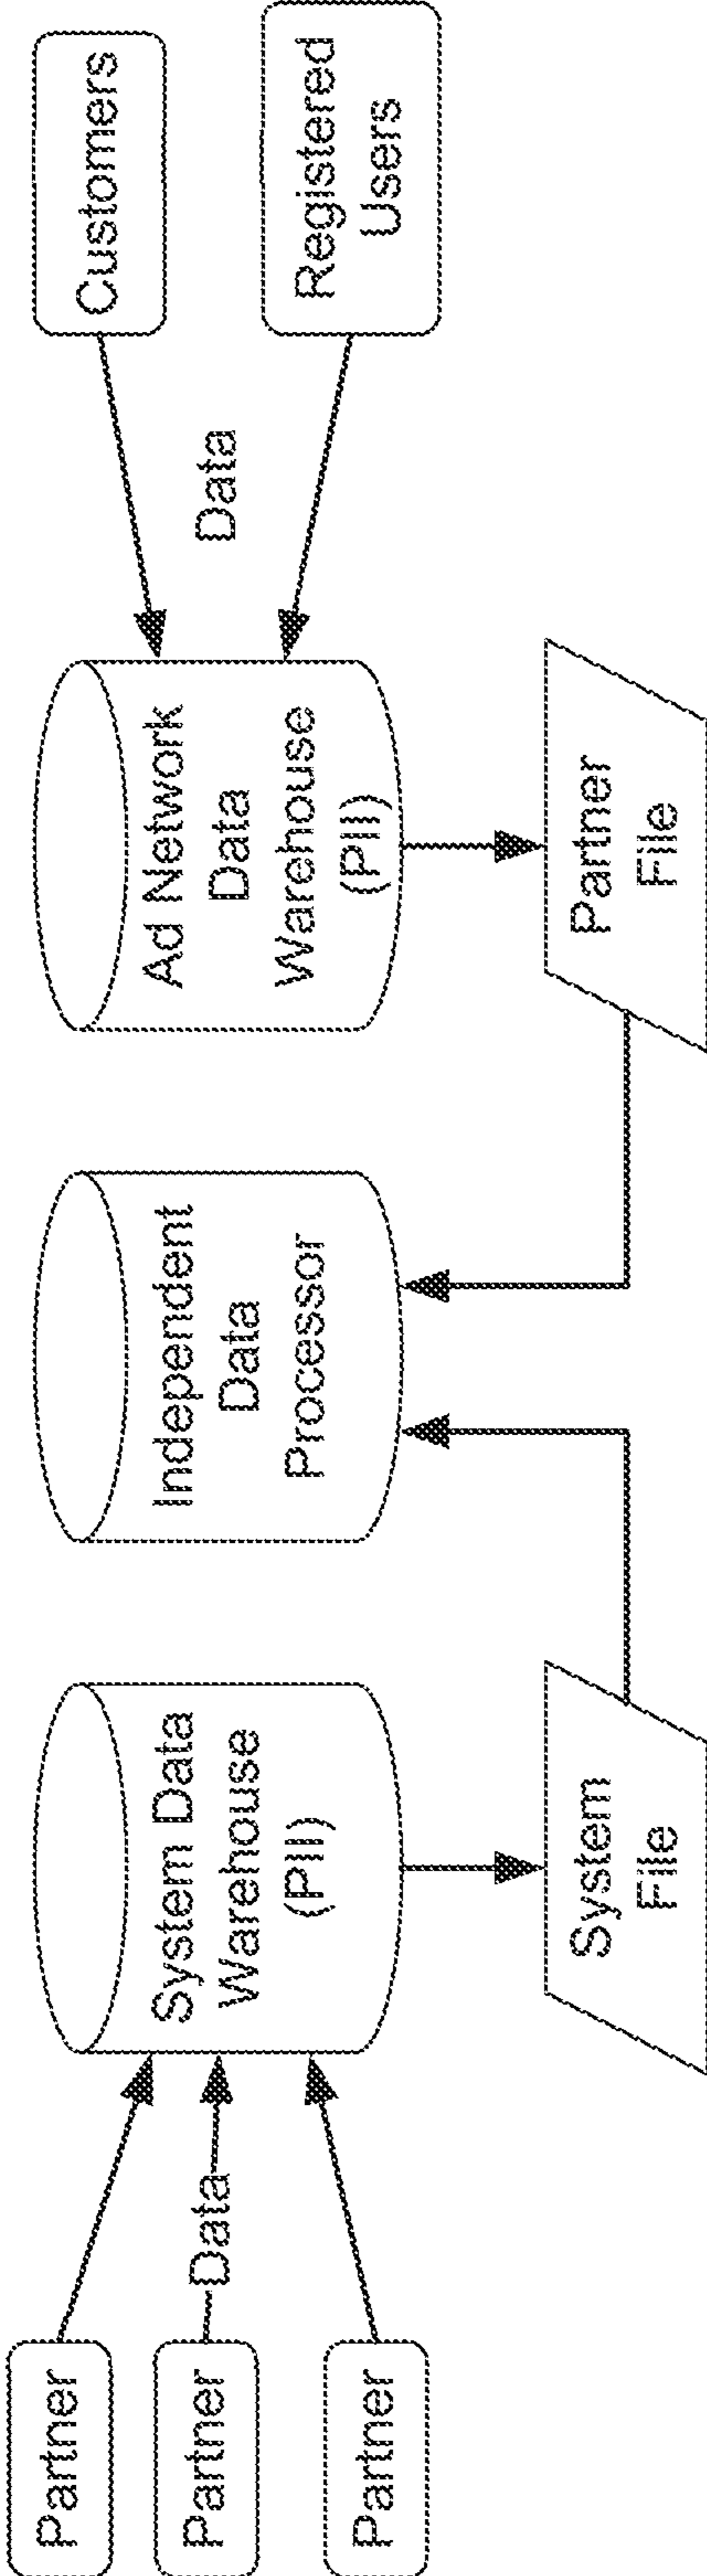 Partner
Partner
Partner
Data
System Data
Warehouse
(PII)
System
File
Independent
Data
Processor
Ad Network
Data
Warehouse
(PII)
Partner
File
Data
Customers
Registered
Users